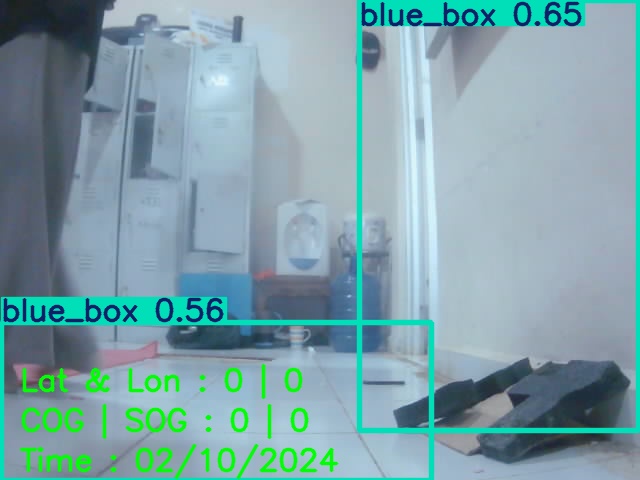 blue_box 0.65
blue_box 0.56
Lat & Lon : 0 | 0
COG | SOG : 0 | 0
Time : 02/10/2024